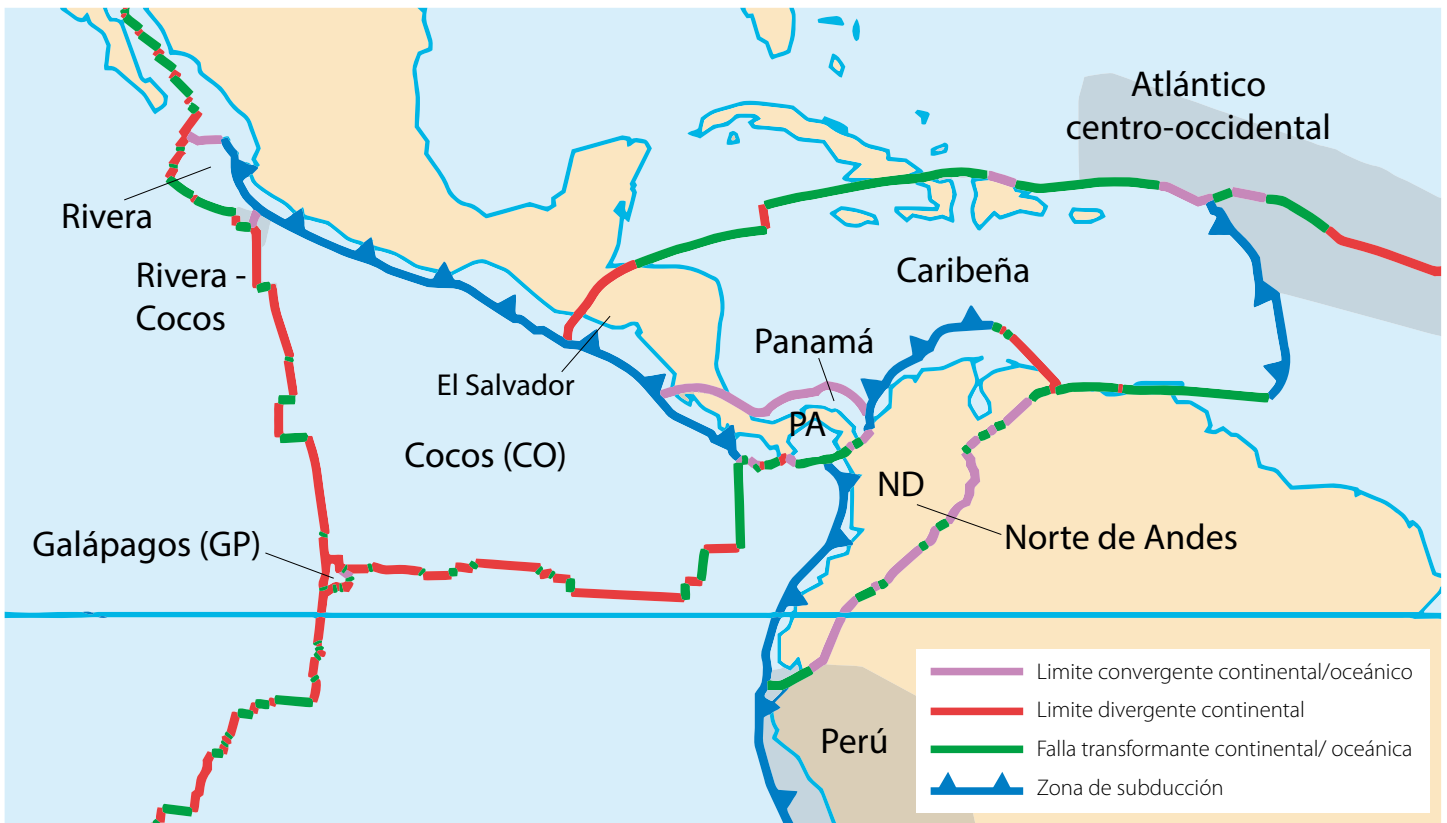 Atlántico
centro-occidental
Rivera
Rivera -
Cocos
Caribeña
Panamá
El Salvador
PA
Cocos (CO)
ND
Norte de Andes
Galápagos (GP)
Perú
Limite convergente continental/oceánico
Limite divergente continental
Falla transformante continental/ oceánica
Zona de subducción